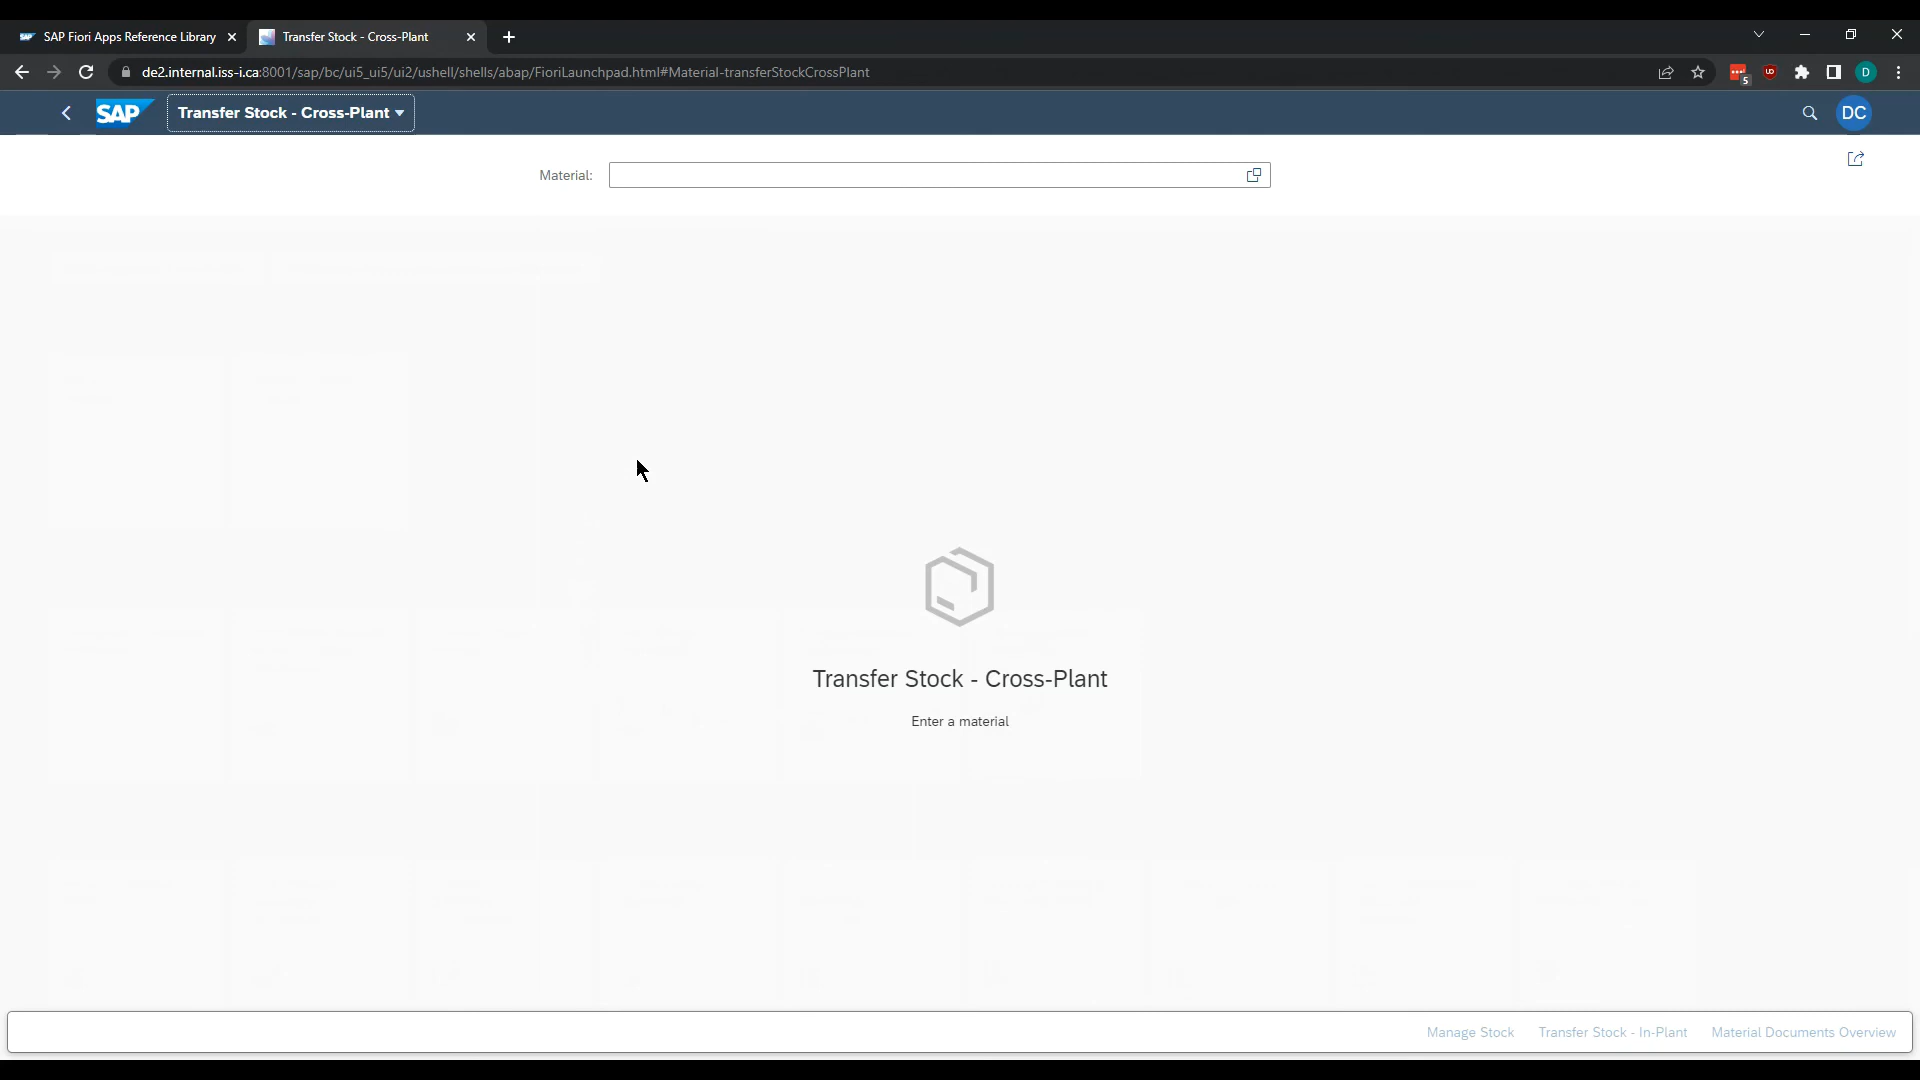 SAP Fiori Apps Reference Library
Transfer Stock - Cross-Plant
de2.internal.iss-i.ca:8001/sap/bc/ui5_ui5/ui2/ushell/shells/abap/FioriLaunchpad.html#Material-transferStockCrossPlant
5
D
SAP
Transfer Stock - Cross-Plant
DC
Material:
Transfer Stock - Cross-Plant
Enter a material
Manage Stock
Transfer Stock - In-Plant
Material Documents Overview